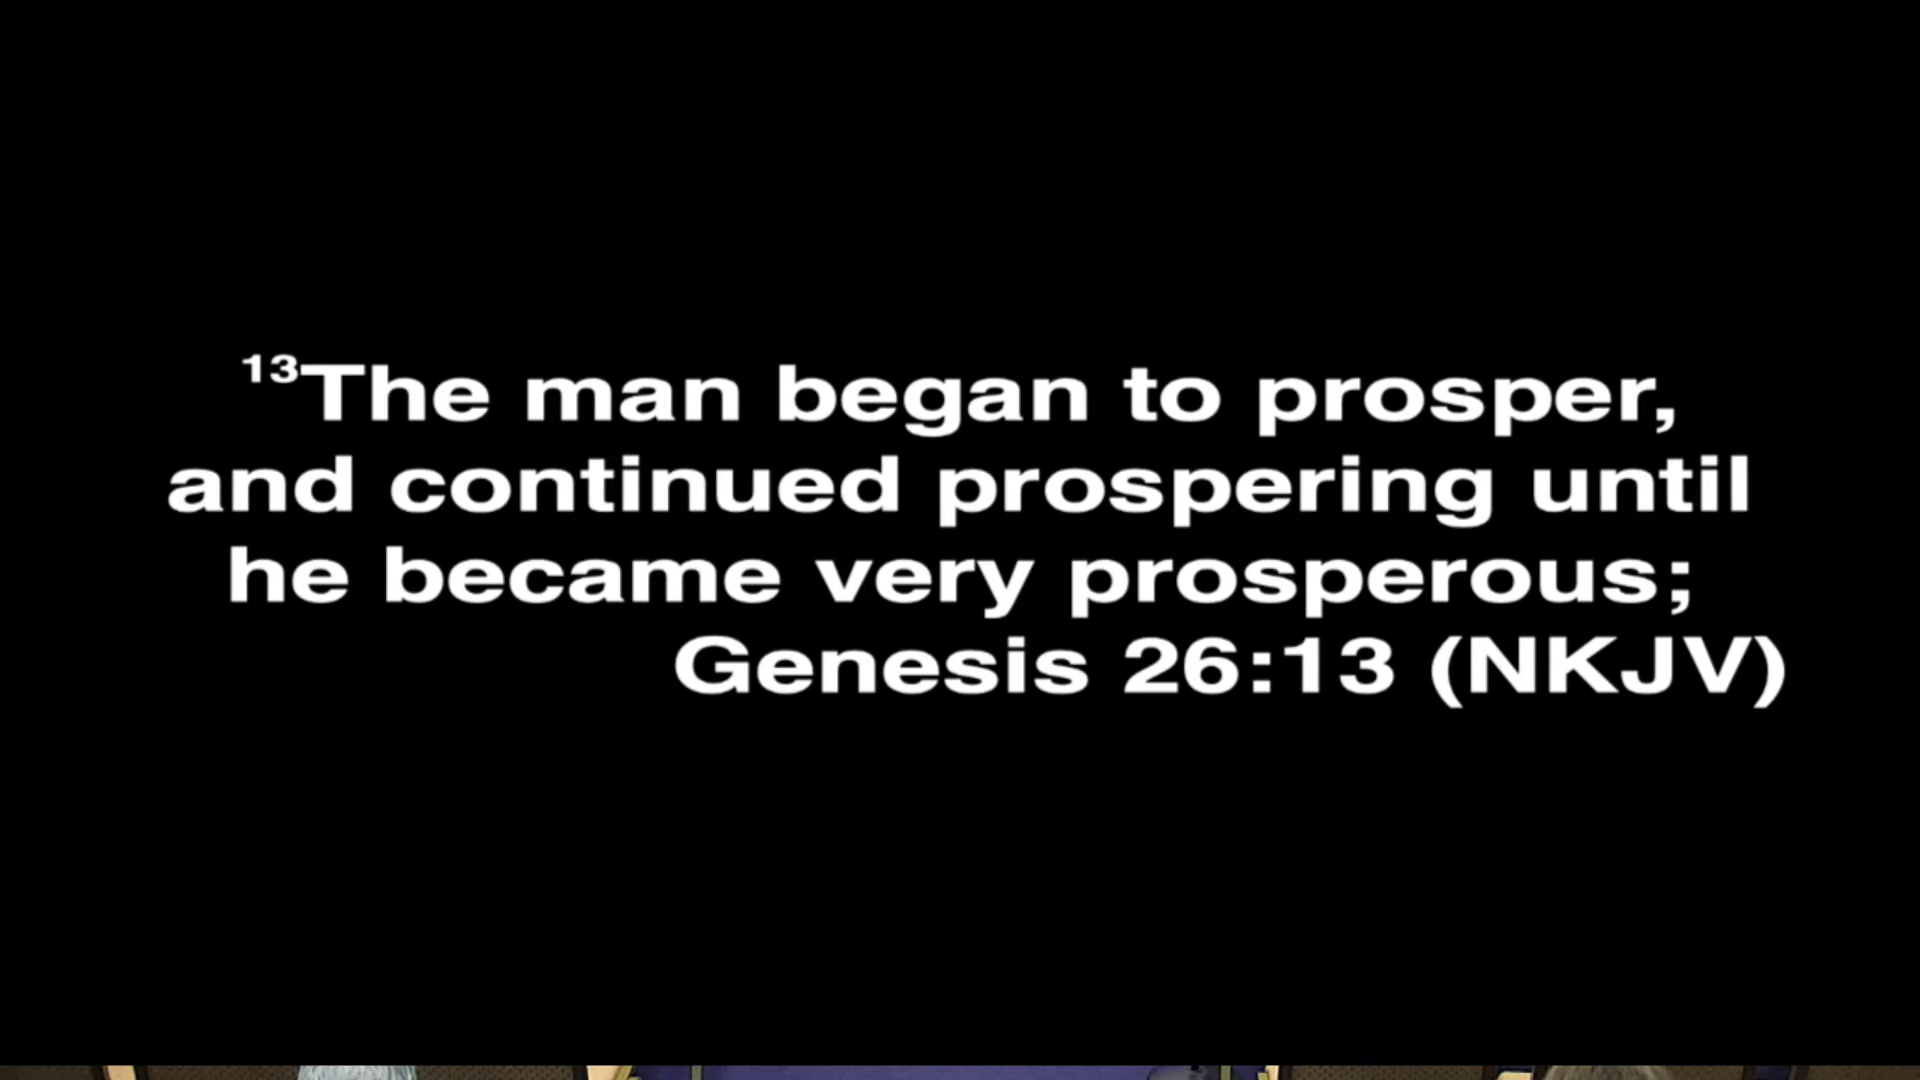 ¹³The man began to prosper,
and continued prospering until
he became very prosperous;
Genesis 26:13 (NKJV)